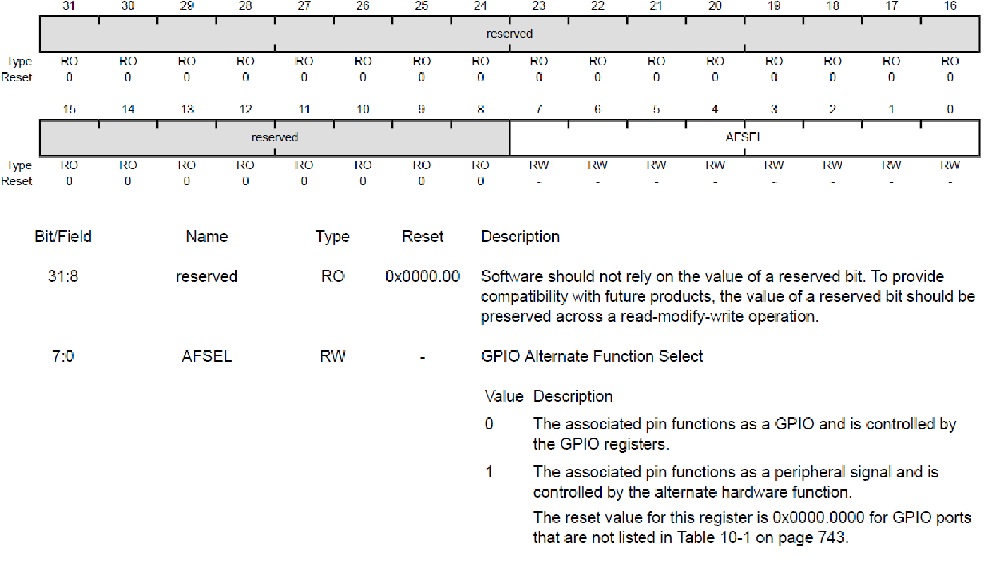 31 30 29 28 27 26 25 24 23 22 21 20 19 18 17 16
reserved
Type RO RO RO RO RO RO RO RO RO RO RO RO RO RO RO RO
Reset 0 0 0 0 0 0 0 0 0 0 0 0 0 0 0 0
15 14 13 12 11 10 9 8 7 6 5 4 3 2 1 0
reserved AFSEL
Type RO RO RO RO RO RO RO RO RW RW RW RW RW RW RW RW
Reset 0 0 0 0 0 0 0 0 - - - - - - - -
Bit/Field Name Type Reset Description
31:8 reserved RO 0x0000.00 Software should not rely on the value of a reserved bit. To provide
compatibility with future products, the value of a reserved bit should be
preserved across a read-modify-write operation.
7:0 AFSEL RW - GPIO Alternate Function Select
Value Description
0 The associated pin functions as a GPIO and is controlled by
the GPIO registers.
1 The associated pin functions as a peripheral signal and is
controlled by the alternate hardware function.
The reset value for this register is 0x0000.0000 for GPIO ports
that are not listed in Table 10-1 on page 743.